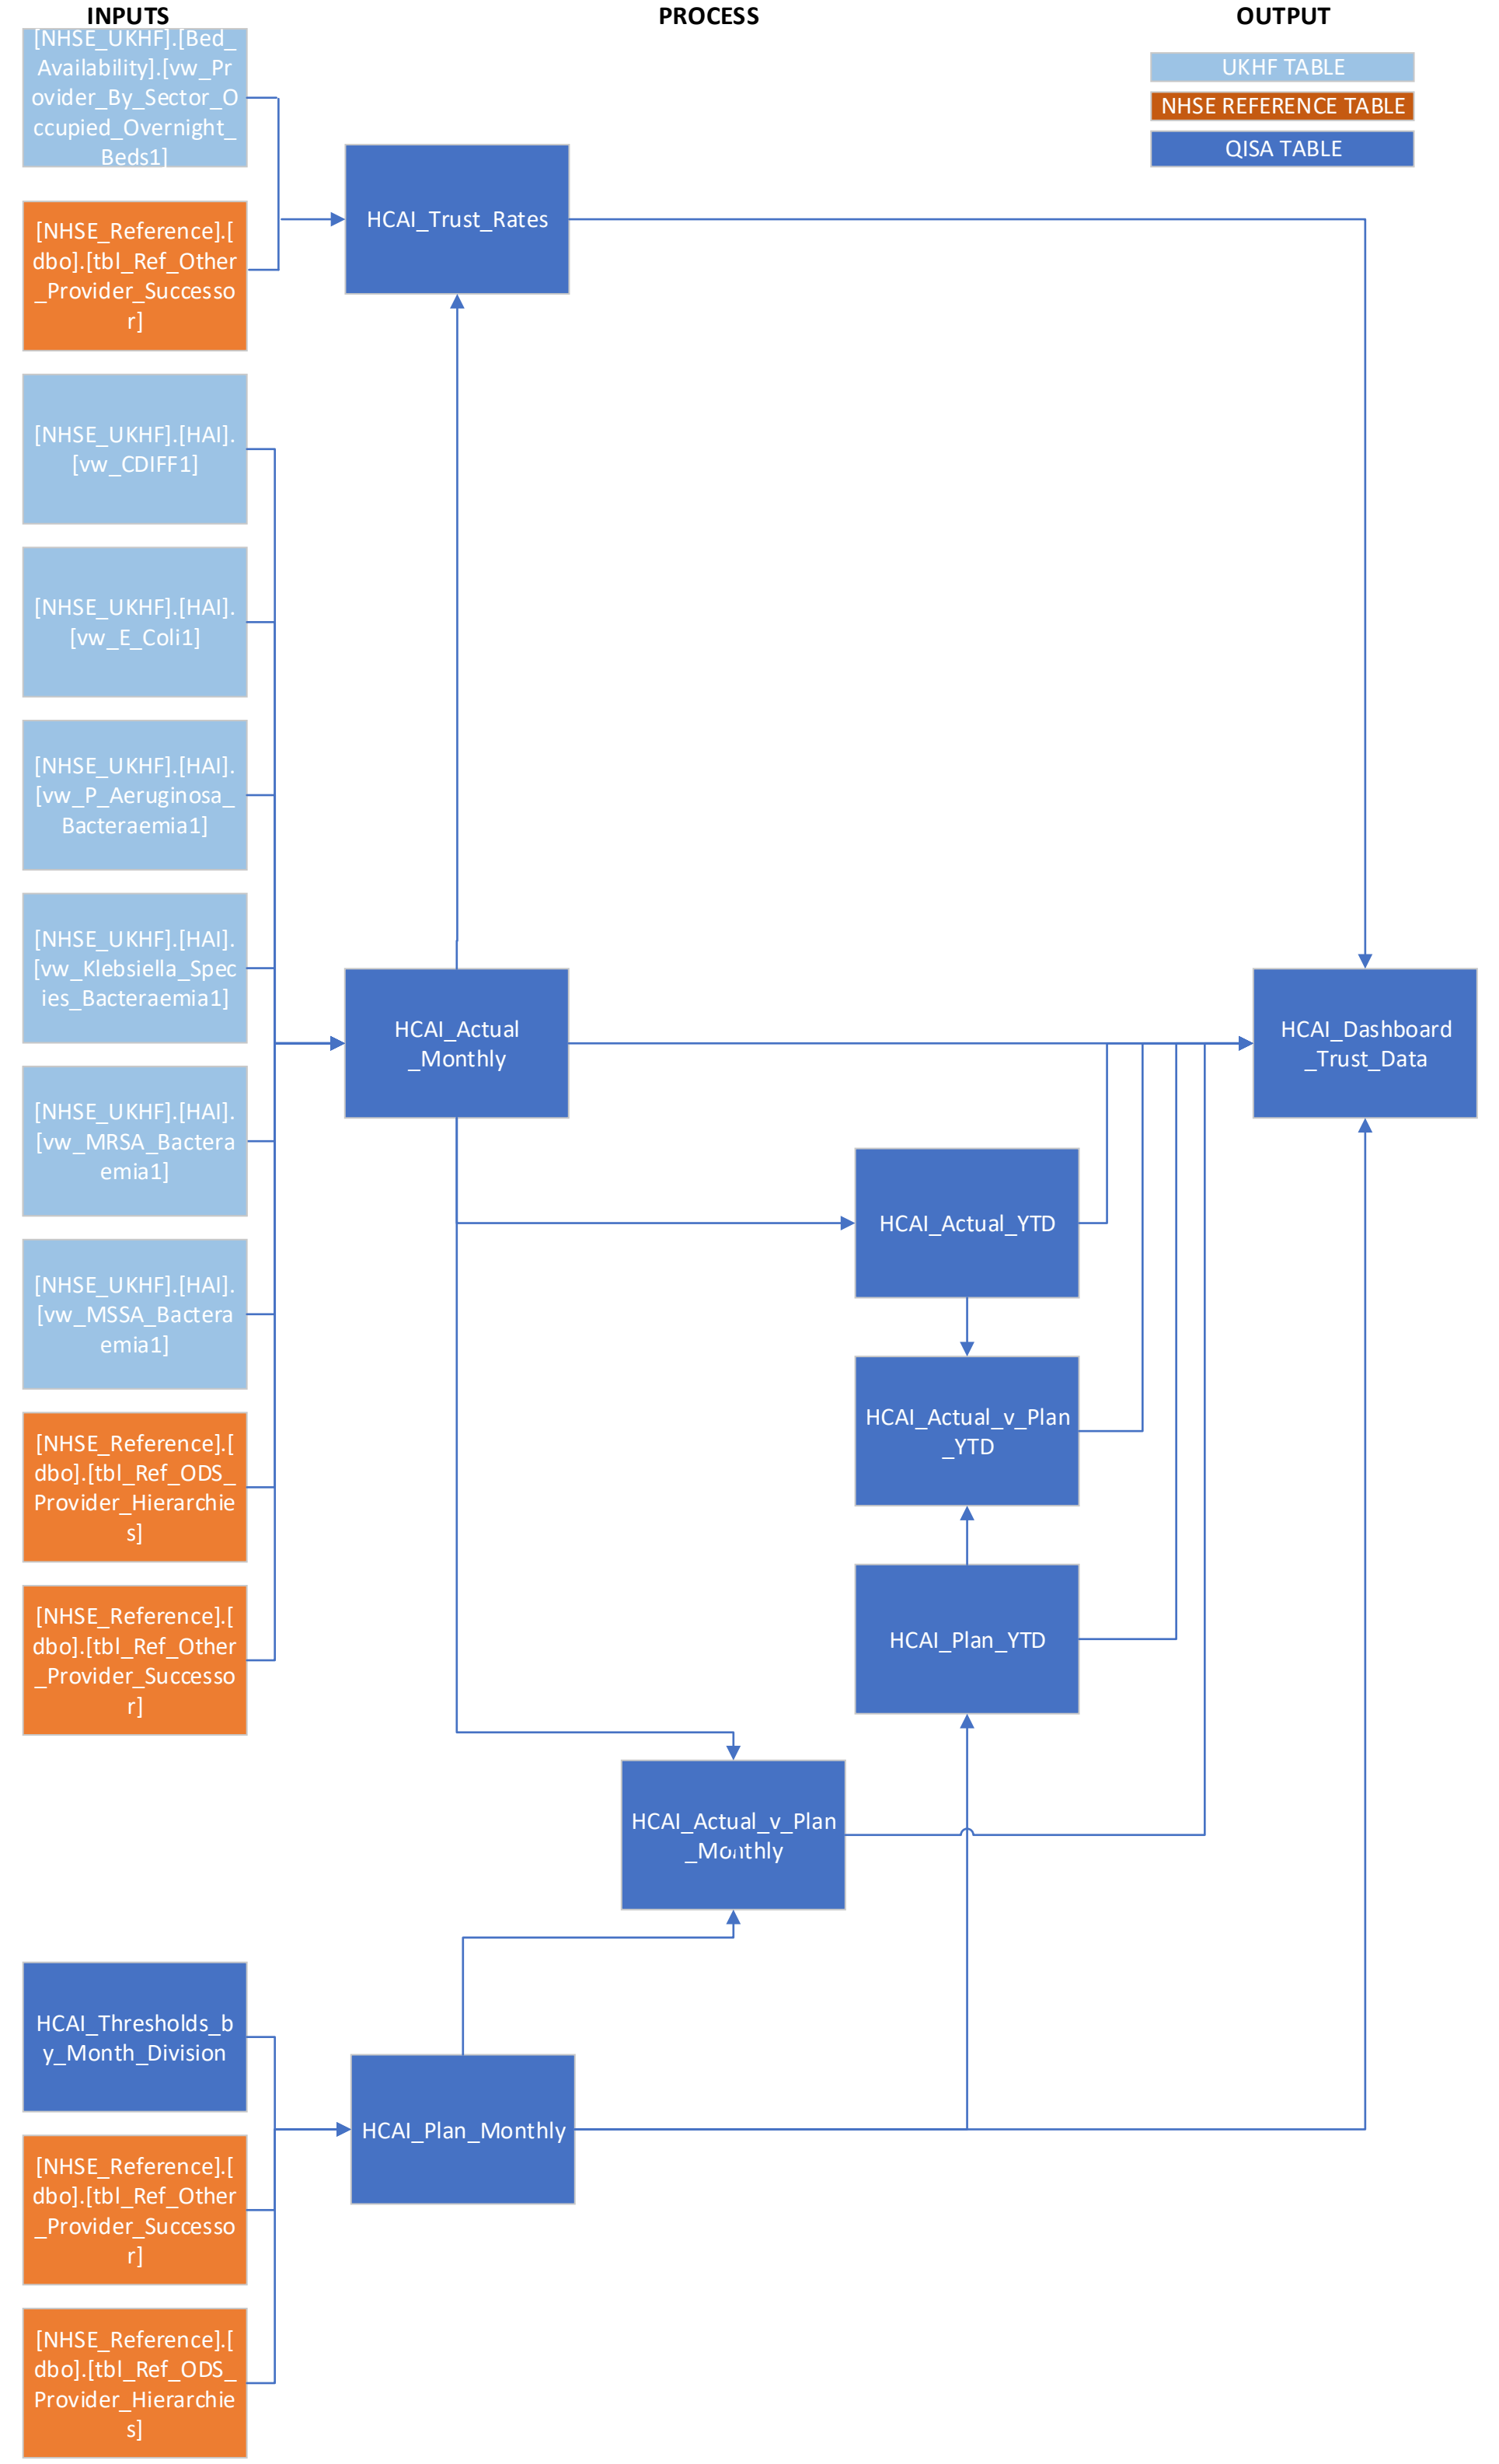 INPUTS
PROCESS
OUTPUT
[NHSE_UKHF].[Bed_
Availability].[vw_Pr
ovider_By_Sector_O
ccupied_Overnight_
Beds1]
UKHF TABLE
NHSE REFERENCE TABLE
QISA TABLE
HCAI_Trust_Rates
[NHSE_Reference].[
dbo].[tbl_Ref_Other
_Provider_Successo
r]
[NHSE_UKHF].[HAI].
[vw_CDIFF1]
[NHSE_UKHF].[HAI].
[vw_E_Coli1]
[NHSE_UKHF].[HAI].
[vw_P_Aeruginosa_
Bacteraemia1]
[NHSE_UKHF].[HAI].
[vw_Klebsiella_Spec
ies_Bacteraemia1]
HCAI_Actual
_Monthly
HCAI_Dashboard
_Trust_Data
[NHSE_UKHF].[HAI].
[vw_MRSA_Bactera
emia1]
HCAI_Actual_YTD
[NHSE_UKHF].[HAI].
[vw_MSSA_Bactera
emia1]
HCAI_Actual_v_Plan
_YTD
[NHSE_Reference].[
dbo].[tbl_Ref_ODS_
Provider_Hierarchie
s]
[NHSE_Reference].[
dbo].[tbl_Ref_Other
_Provider_Successo
r]
HCAI_Plan_YTD
HCAI_Actual_v_Plan
_Monthly
HCAI_Thresholds_b
y_Month_Division
HCAI_Plan_Monthly
[NHSE_Reference].[
dbo].[tbl_Ref_Other
_Provider_Successo
r]
[NHSE_Reference].[
dbo].[tbl_Ref_ODS_
Provider_Hierarchie
s]